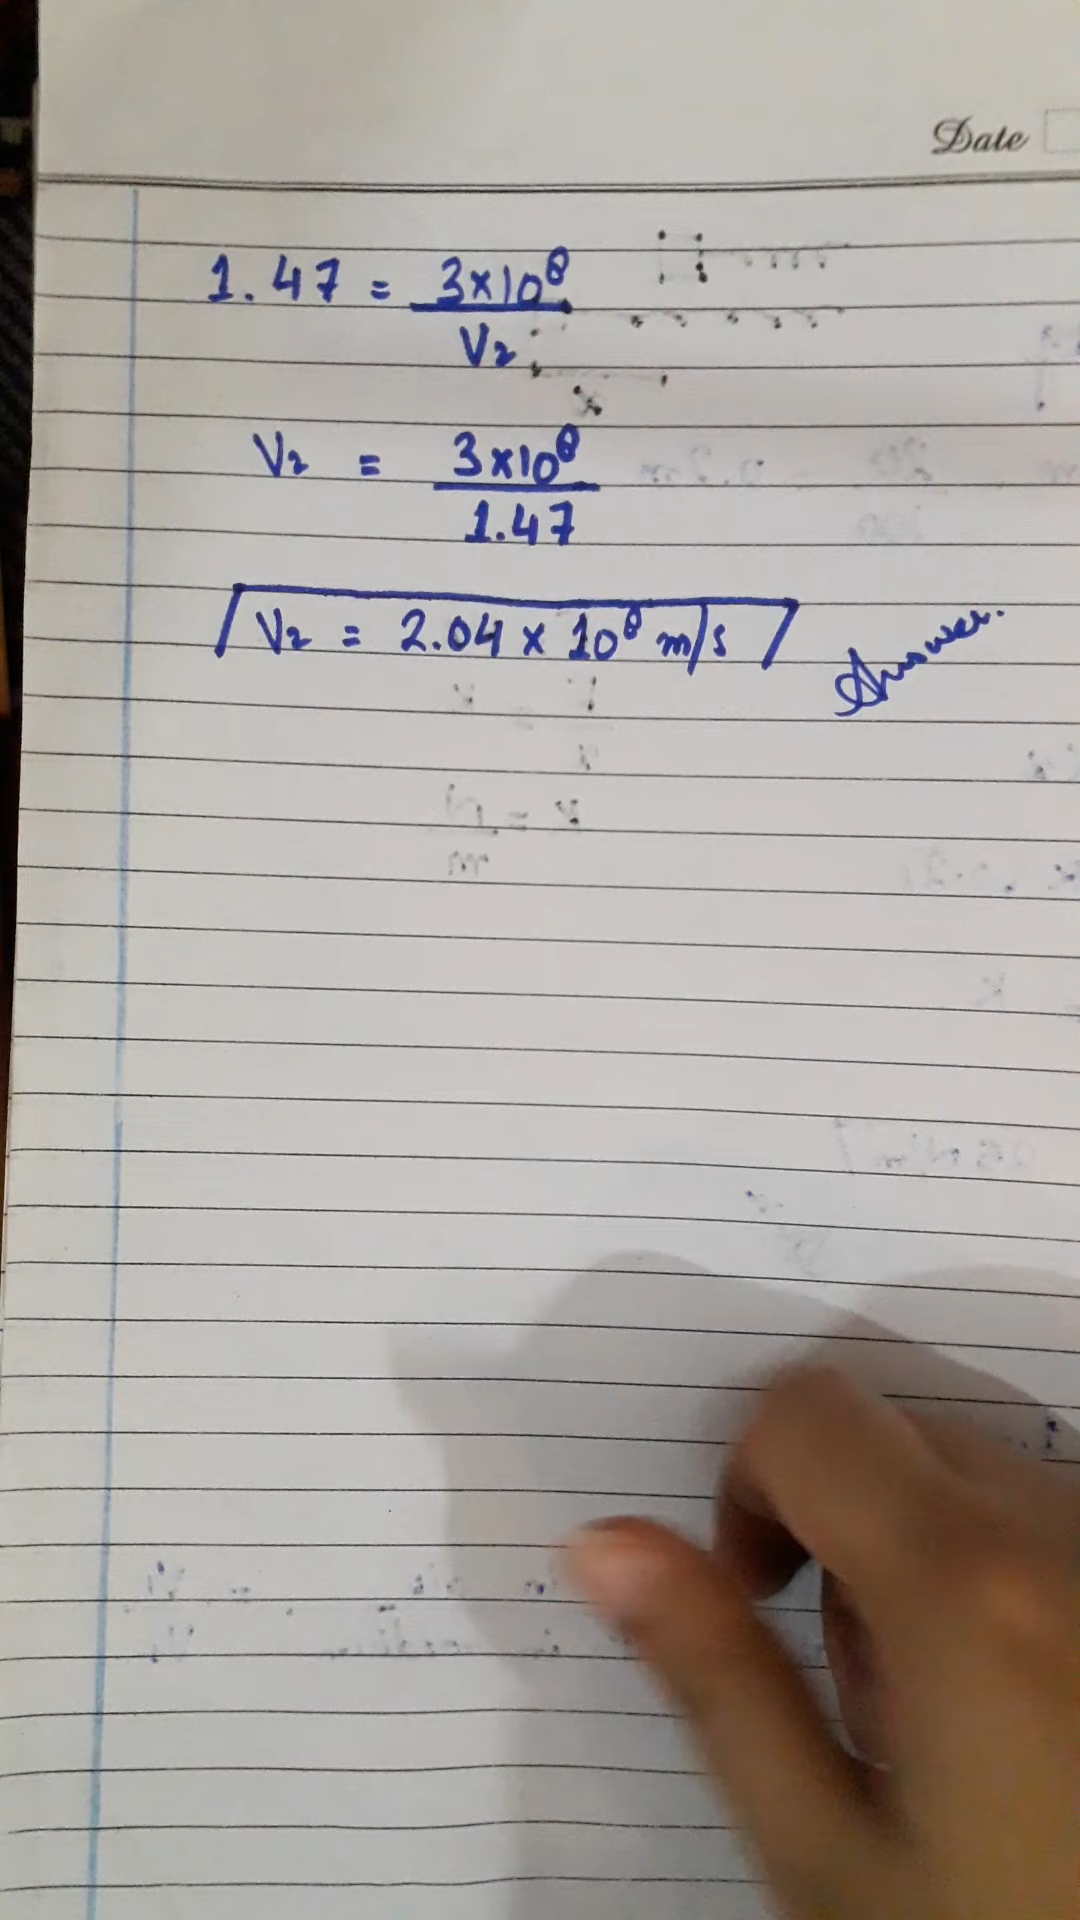 Date
1.47 = 3×10⁸
V₂
V₂ = 3×10⁸
1.47
V₂ = 2.04 × 10⁸ m/s
Answer.